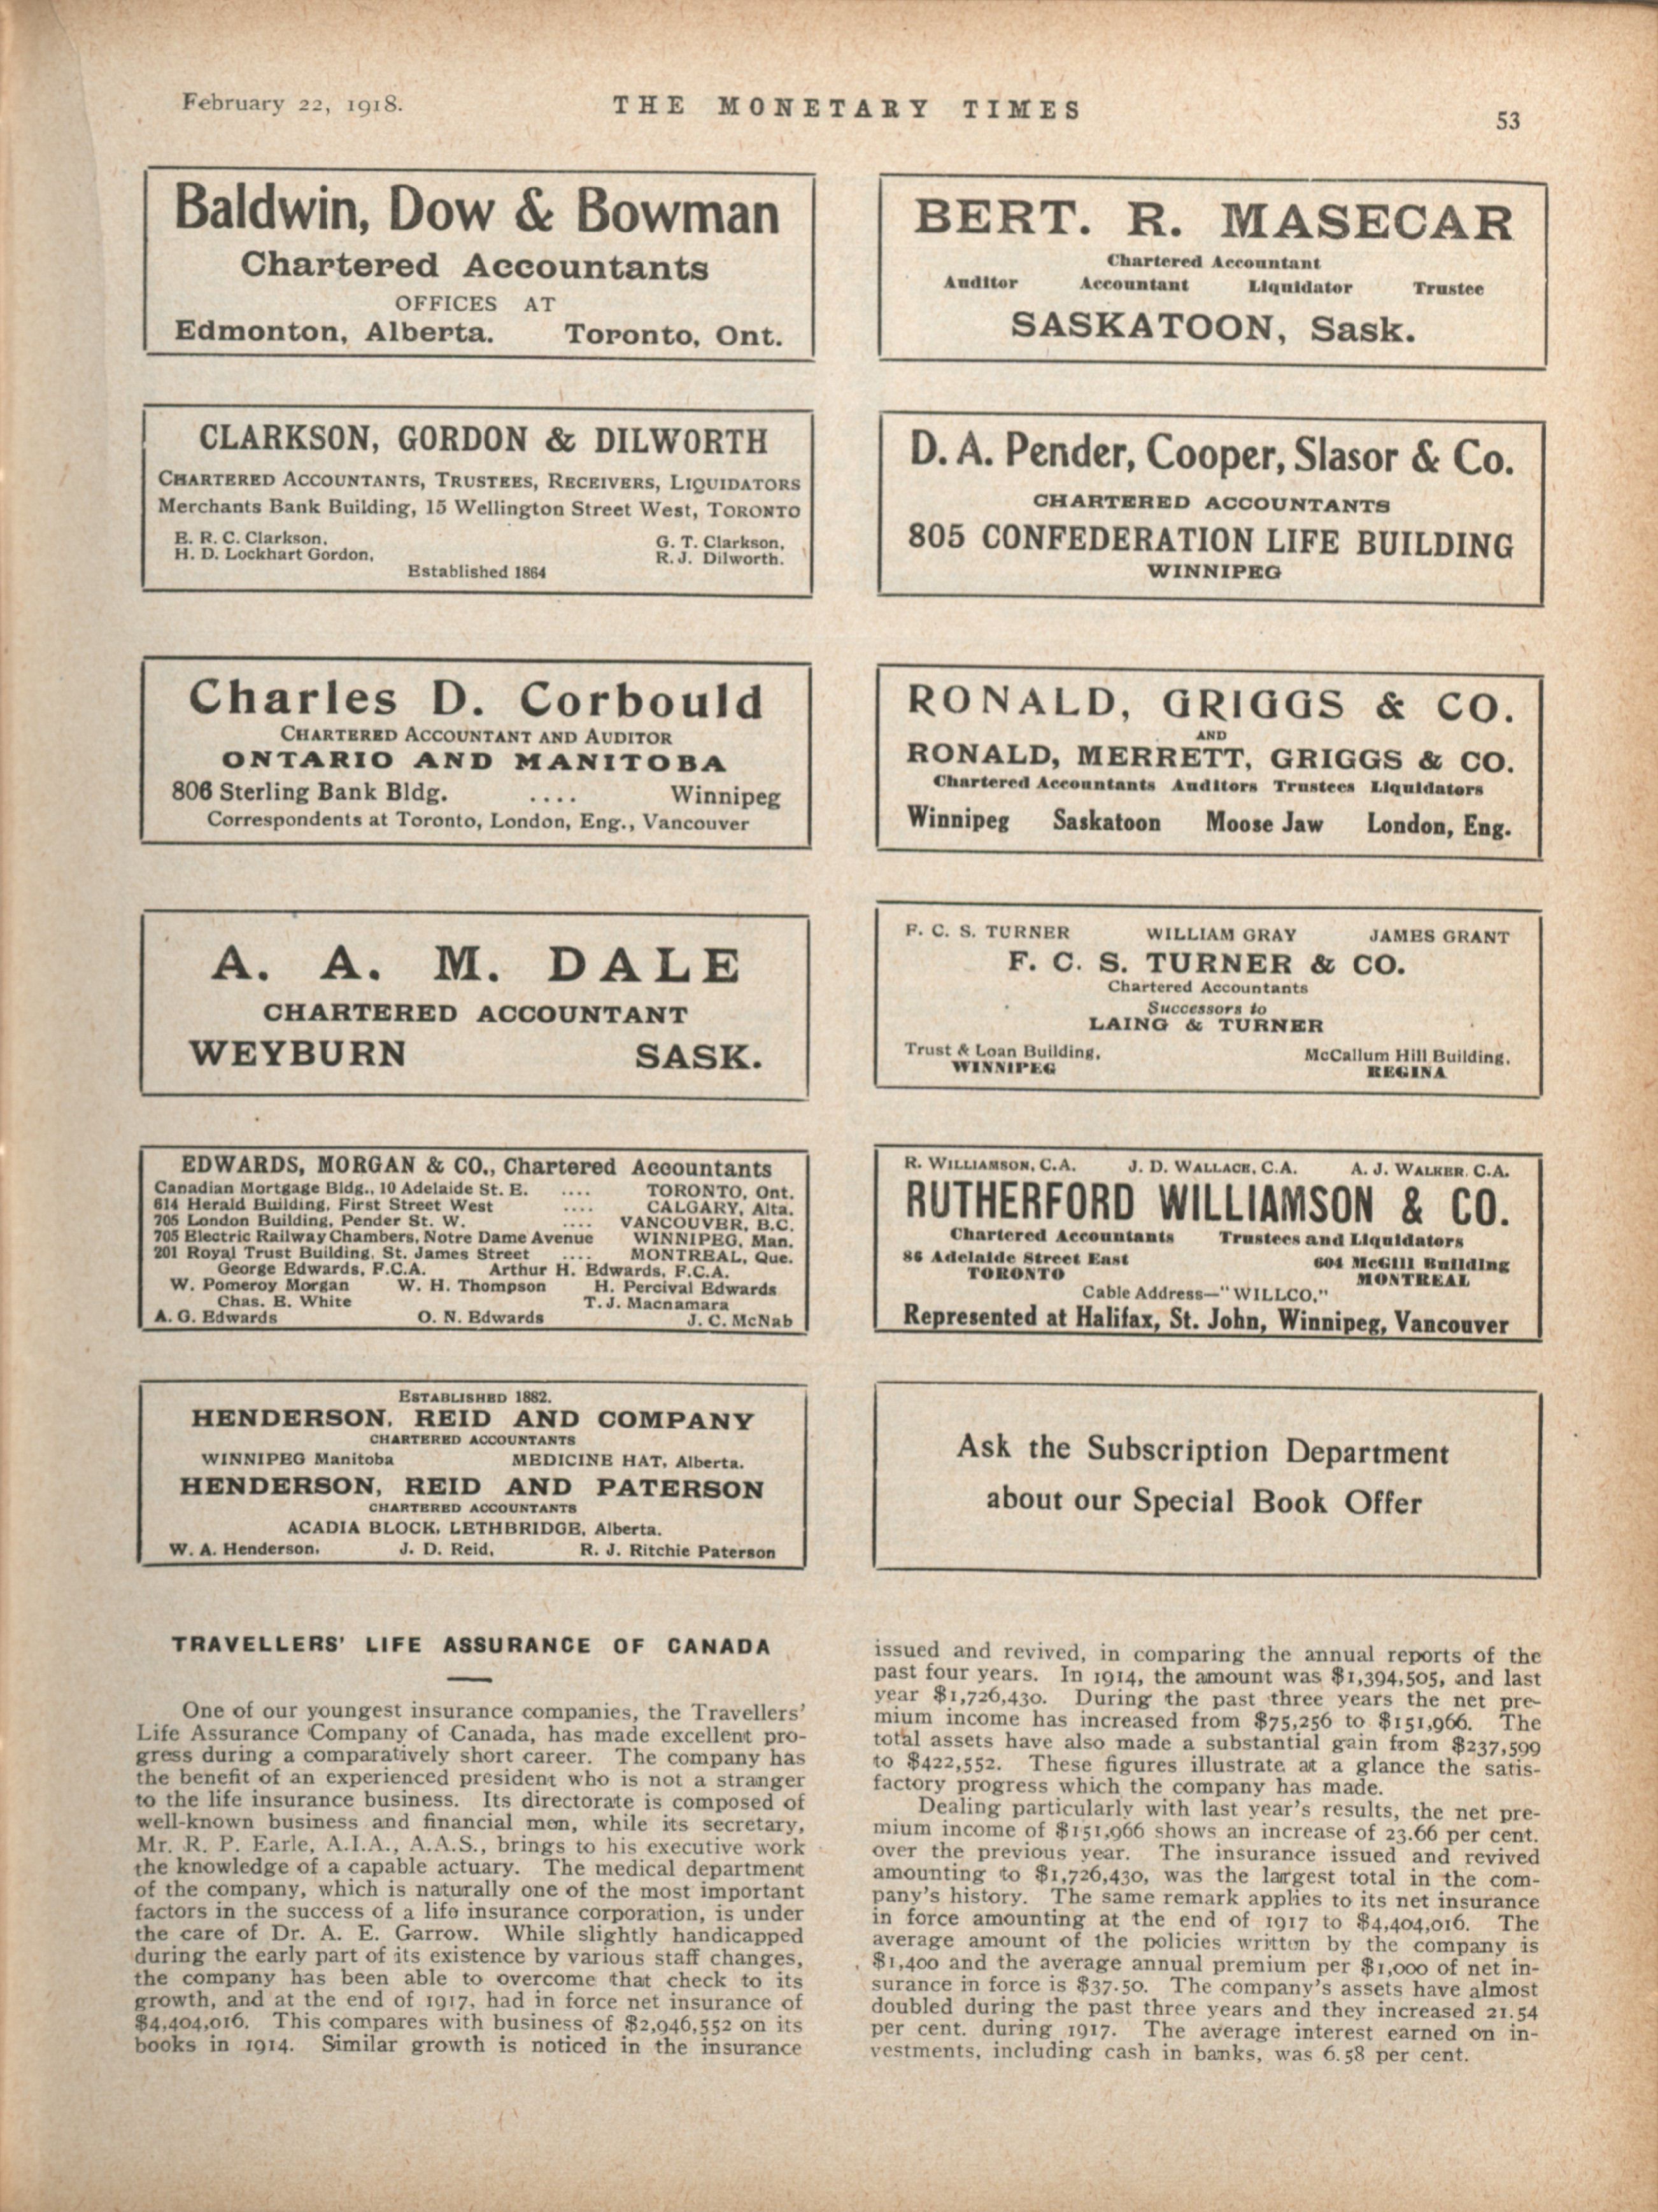 February 22, 1918.
THE MONETARY TIMES
53
Baldwin, Dow & Bowman
Chartered Accountants
OFFICES AT
Edmonton, Alberta. Toronto, Ont.
CLARKSON, GORDON & DILWORTH
CHARTERED ACCOUNTANTS, TRUSTEES, RECEIVERS, LIQUIDATORS
Merchants Bank Building, 15 Wellington Street West, TORONTO
E. R. C. Clarkson. G. T. Clarkson,
H. D. Lockhart Gordon, R. J. Dilworth.
Established 1864
Charles D. Corbould
CHARTERED ACCOUNTANT AND AUDITOR
ONTARIO AND MANITOBA
806 Sterling Bank Bldg. .... Winnipeg
Correspondents at Toronto, London, Eng., Vancouver
A. A. M. DALE
CHARTERED ACCOUNTANT
WEYBURN SASK.
EDWARDS, MORGAN & CO., Chartered Accountants
Canadian Mortgage Bldg., 10 Adelaide St. E. .... TORONTO, Ont.
614 Herald Building, First Street West .... CALGARY, Alta.
705 London Building, Pender St. W. .... VANCOUVER, B.C.
705 Electric Railway Chambers, Notre Dame Avenue WINNIPEG, Man.
201 Royal Trust Building, St. James Street .... MONTREAL, Que.
George Edwards, F.C.A. Arthur H. Edwards, F.C.A.
W. Pomeroy Morgan W. H. Thompson H. Percival Edwards
Chas. E. White T. J. Macnamara
A. G. Edwards O. N. Edwards J. C. McNab
ESTABLISHED 1882.
HENDERSON, REID AND COMPANY
CHARTERED ACCOUNTANTS
WINNIPEG Manitoba MEDICINE HAT, Alberta.
HENDERSON, REID AND PATERSON
CHARTERED ACCOUNTANTS
ACADIA BLOCK, LETHBRIDGE, Alberta.
W. A. Henderson. J. D. Reid, R. J. Ritchie Paterson
BERT. R. MASECAR
Chartered Accountant
Auditor Accountant Liquidator Trustee
SASKATOON, Sask.
D. A. Pender, Cooper, Slasor & Co.
CHARTERED ACCOUNTANTS
805 CONFEDERATION LIFE BUILDING
WINNIPEG
RONALD, GRIGGS & CO.
AND
RONALD, MERRETT, GRIGGS & CO.
Chartered Accountants Auditors Trustees Liquidators
Winnipeg Saskatoon Moose Jaw London, Eng.
F. C. S. TURNER WILLIAM GRAY JAMES GRANT
F. C. S. TURNER & CO.
Chartered Accountants
Successors to
LAING & TURNER
Trust & Loan Building, McCallum Hill Building,
WINNIPEG REGINA
R. WILLIAMSON, C.A. J. D. WALLACE, C.A. A. J. WALKER, C.A.
RUTHERFORD WILLIAMSON & CO.
Chartered Accountants Trustees and Liquidators
86 Adelaide Street East 604 McGill Building
TORONTO MONTREAL
Cable Address—"WILLCO."
Represented at Halifax, St. John, Winnipeg, Vancouver
Ask the Subscription Department
about our Special Book Offer
TRAVELLERS' LIFE ASSURANCE OF CANADA
One of our youngest insurance companies, the Travellers'
Life Assurance Company of Canada, has made excellent pro-
gress during a comparatively short career. The company has
the benefit of an experienced president who is not a stranger
to the life insurance business. Its directorate is composed of
well-known business and financial men, while its secretary,
Mr. R. P. Earle, A.I.A., A.A.S., brings to his executive work
the knowledge of a capable actuary. The medical department
of the company, which is naturally one of the most important
factors in the success of a life insurance corporation, is under
the care of Dr. A. E. Garrow. While slightly handicapped
during the early part of its existence by various staff changes,
the company has been able to overcome that check to its
growth, and at the end of 1917, had in force net insurance of
$4,404,016. This compares with business of $2,946,552 on its
books in 1914. Similar growth is noticed in the insurance
issued and revived, in comparing the annual reports of the
past four years. In 1914, the amount was $1,394,505, and last
year $1,726,430. During the past three years the net pre-
mium income has increased from $75,256 to $151,966. The
total assets have also made a substantial gain from $237,599
to $422,552. These figures illustrate at a glance the satis-
factory progress which the company has made.
Dealing particularly with last year's results, the net pre-
mium income of $151,966 shows an increase of 23.66 per cent.
over the previous year. The insurance issued and revived
amounting to $1,726,430, was the largest total in the com-
pany's history. The same remark applies to its net insurance
in force amounting at the end of 1917 to $4,404,016. The
average amount of the policies written by the company is
$1,400 and the average annual premium per $1,000 of net in-
surance in force is $37.50. The company's assets have almost
doubled during the past three years and they increased 21.54
per cent. during 1917. The average interest earned on in-
vestments, including cash in banks, was 6.58 per cent.